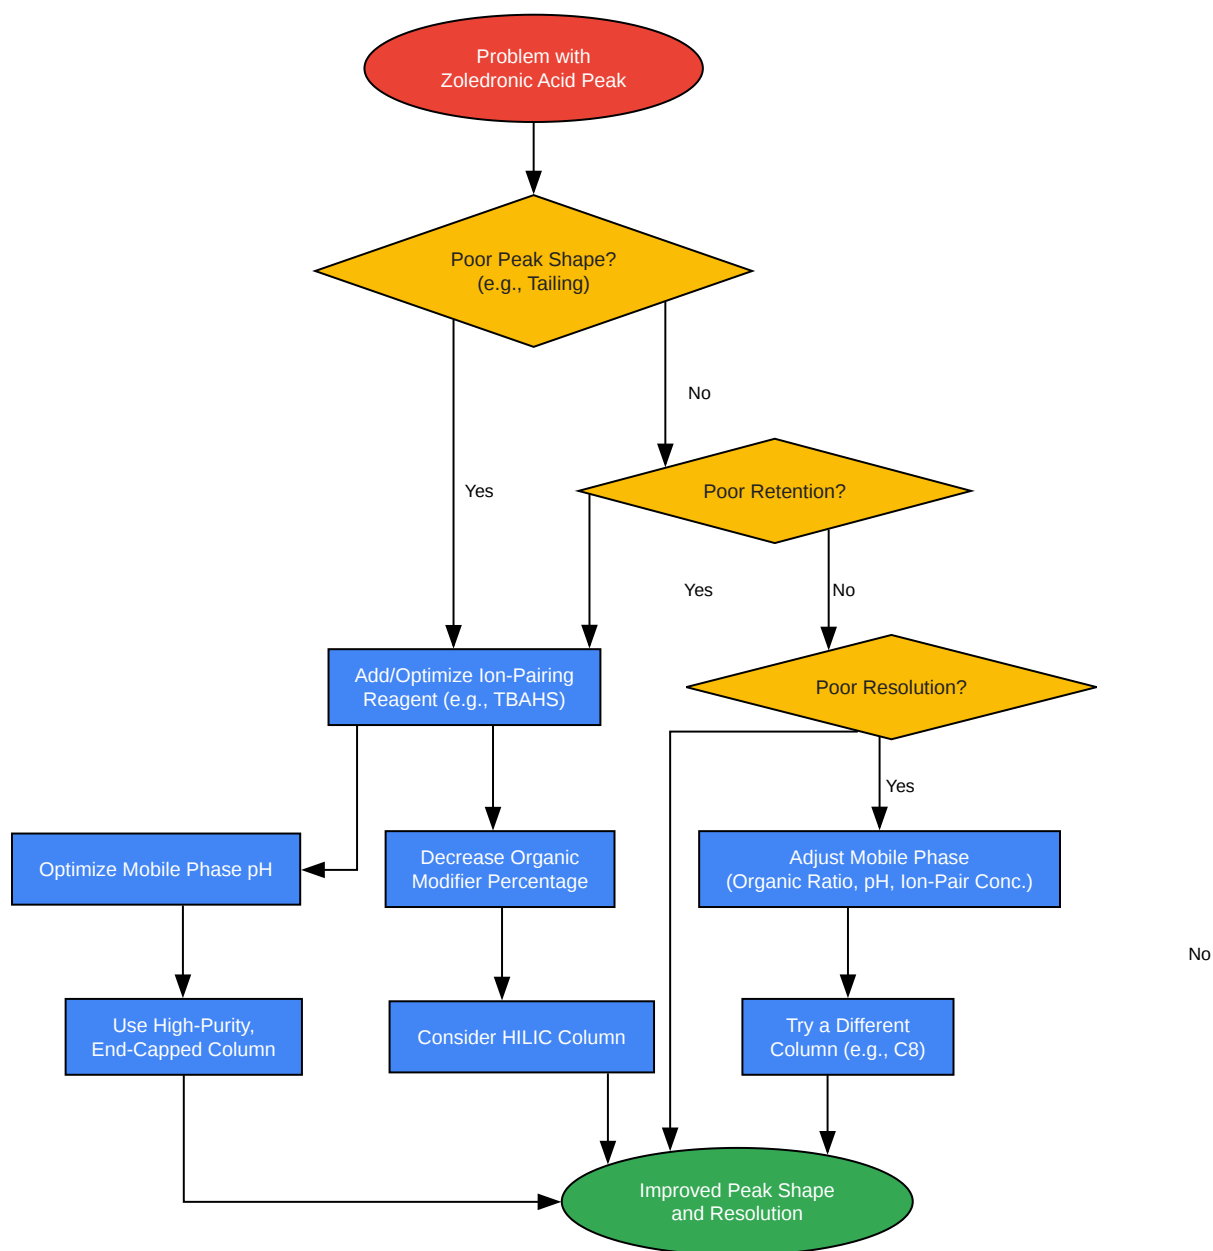 Problem with
Zoledronic Acid Peak
Poor Peak Shape?
(e.g., Tailing)
No
Yes
Poor Retention?
Yes
No
Add/Optimize Ion-Pairing
Reagent (e.g., TBAHS)
Poor Resolution?
Yes
Optimize Mobile Phase pH
Decrease Organic
Modifier Percentage
Adjust Mobile Phase
(Organic Ratio, pH, Ion-Pair Conc.)
No
Use High-Purity,
End-Capped Column
Consider HILIC Column
Try a Different
Column (e.g., C8)
Improved Peak Shape
and Resolution